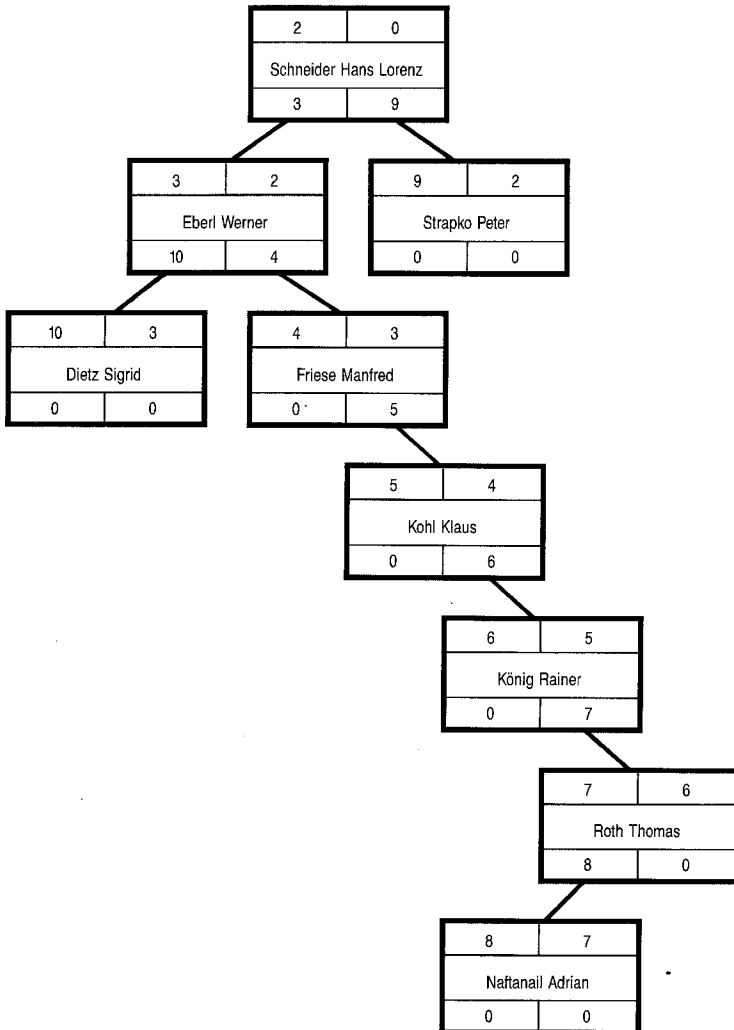 2 0
Schneider Hans Lorenz
3 9
3 2
Eberl Werner
10 4
9 2
Strapko Peter
0 0
10 3
Dietz Sigrid
0 0
4 3
Friese Manfred
0 5
5 4
Kohl Klaus
0 6
6 5
König Rainer
0 7
7 6
Roth Thomas
8 0
8 7
Naftanail Adrian
0 0